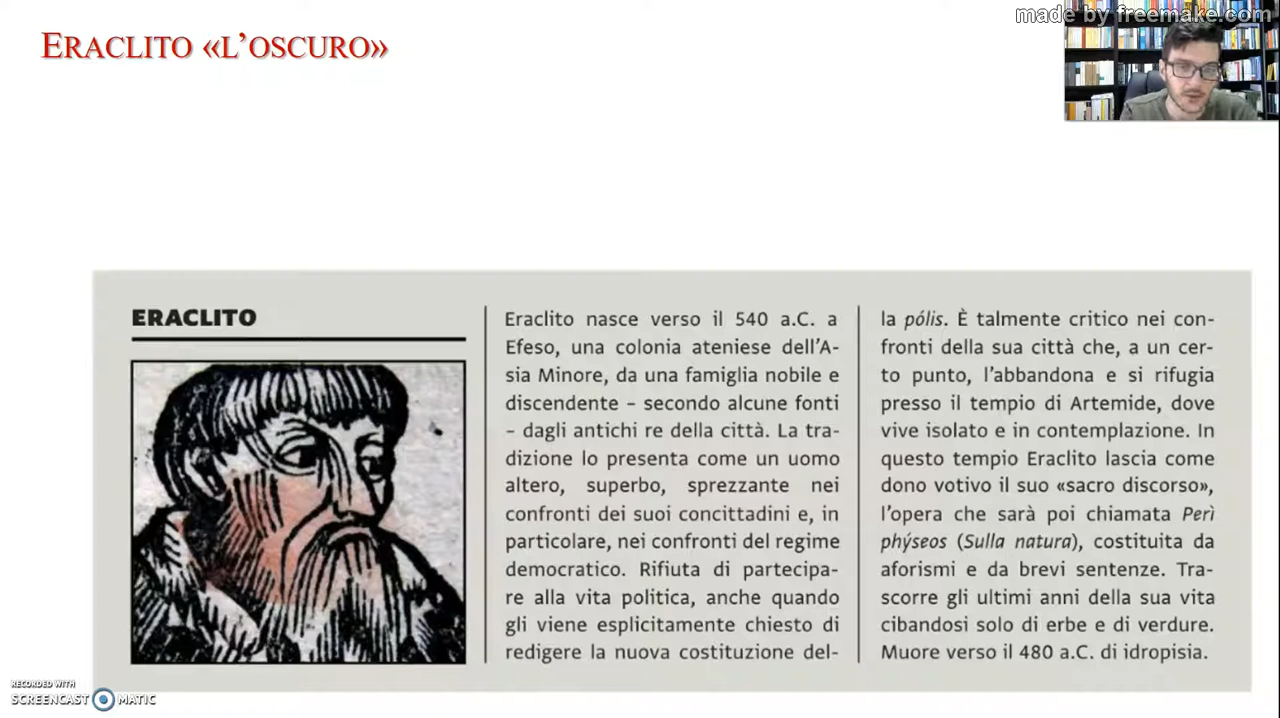 made by freemake.com
ERACLITO «L'OSCURO»
ERACLITO
Eraclito nasce verso il 540 a.C. a
Efeso, una colonia ateniese dell'A-
sia Minore, da una famiglia nobile e
discendente – secondo alcune fonti
– dagli antichi re della città. La tra-
dizione lo presenta come un uomo
altero, superbo, sprezzante nei
confronti dei suoi concittadini e, in
particolare, nei confronti del regime
democratico. Rifiuta di partecipa-
re alla vita politica, anche quando
gli viene esplicitamente chiesto di
redigere la nuova costituzione del-
la pólis. È talmente critico nei con-
fronti della sua città che, a un cer-
to punto, l'abbandona e si rifugia
presso il tempio di Artemide, dove
vive isolato e in contemplazione. In
questo tempio Eraclito lascia come
dono votivo il suo «sacro discorso»,
l'opera che sarà poi chiamata Perì
phýseos (Sulla natura), costituita da
aforismi e da brevi sentenze. Tra-
scorre gli ultimi anni della sua vita
cibandosi solo di erbe e di verdure.
Muore verso il 480 a.C. di idropisia.
RECORDED WITH
SCREENCAST MATIC